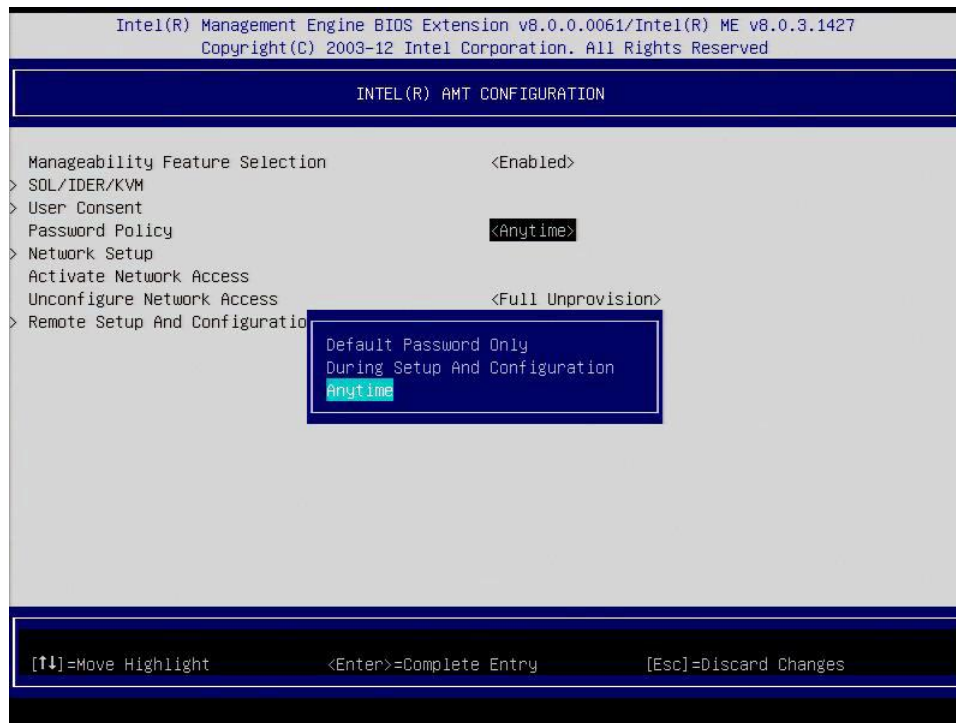 Intel(R) Management Engine BIOS Extension v8.0.0.0061/Intel(R) ME v8.0.3.1427
Copyright(C) 2003-12 Intel Corporation. All Rights Reserved
INTEL(R) AMT CONFIGURATION
Manageability Feature Selection <Enabled>
> SOL/IDER/KVM
> User Consent
Password Policy <Anytime>
> Network Setup
Activate Network Access
Unconfigure Network Access <Full Unprovision>
> Remote Setup And Configuratio
Default Password Only
During Setup And Configuration
Anytime
[↑↓]=Move Highlight <Enter>=Complete Entry [Esc]=Discard Changes